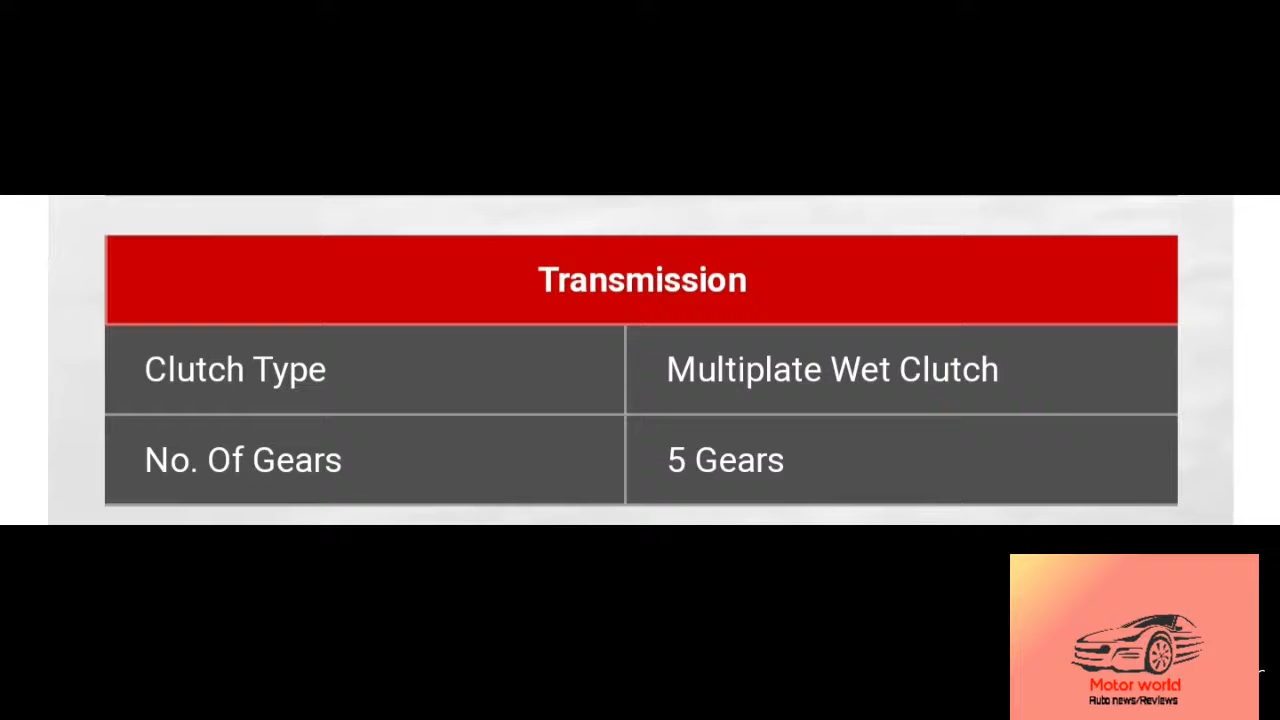 Transmission
Clutch Type Multiplate Wet Clutch
No. Of Gears 5 Gears
Motor world
Auto news/Reviews